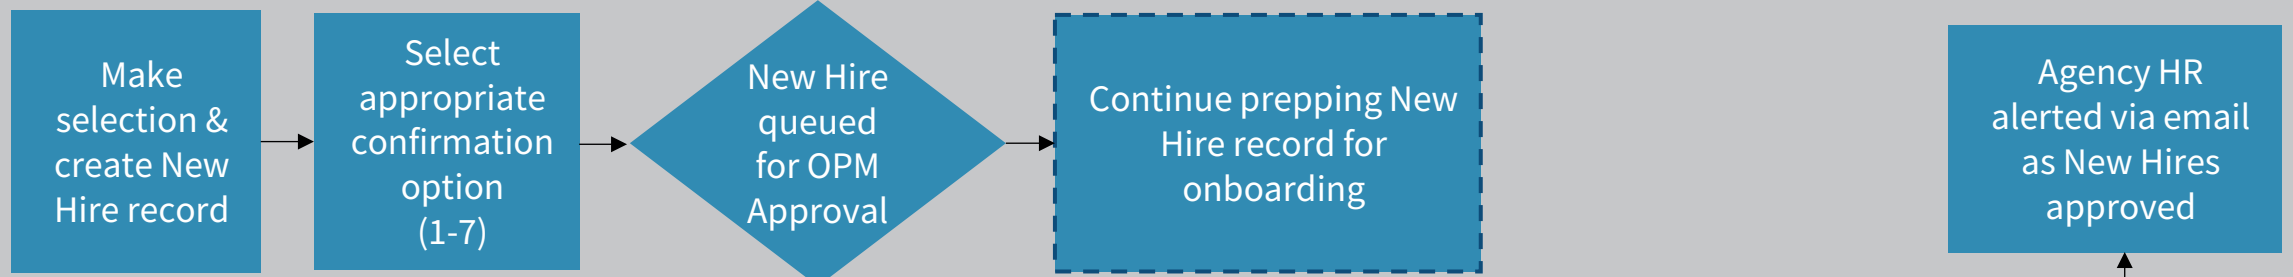 Make
selection &
create New
Hire record
Select
appropriate
confirmation
option
(1-7)
New Hire
queued
for OPM
Approval
Continue prepping New
Hire record for
onboarding
Agency HR
alerted via email
as New Hires
approved